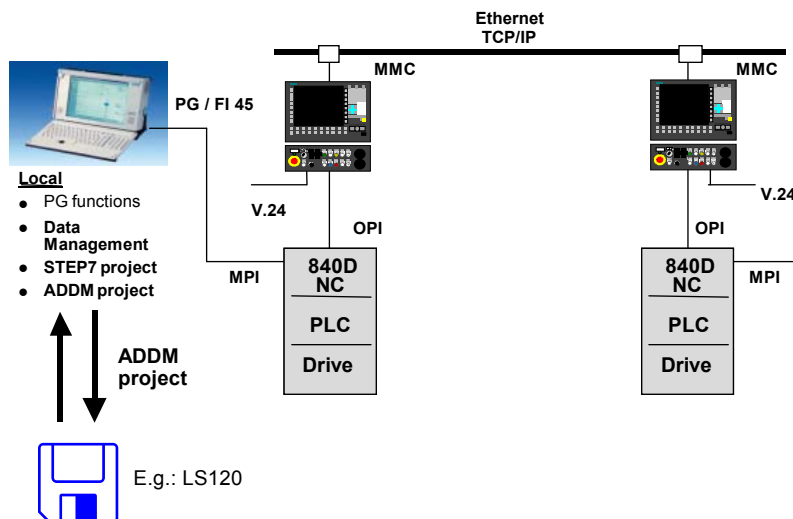 Ethernet
TCP/IP
MMC
MMC
PG / FI 45
Local
● PG functions
● Data
Management
● STEP7 project
● ADDM project
V.24
V.24
OPI
OPI
MPI
840D
NC
PLC
Drive
840D
NC
PLC
Drive
MPI
ADDM
project
E.g.: LS120